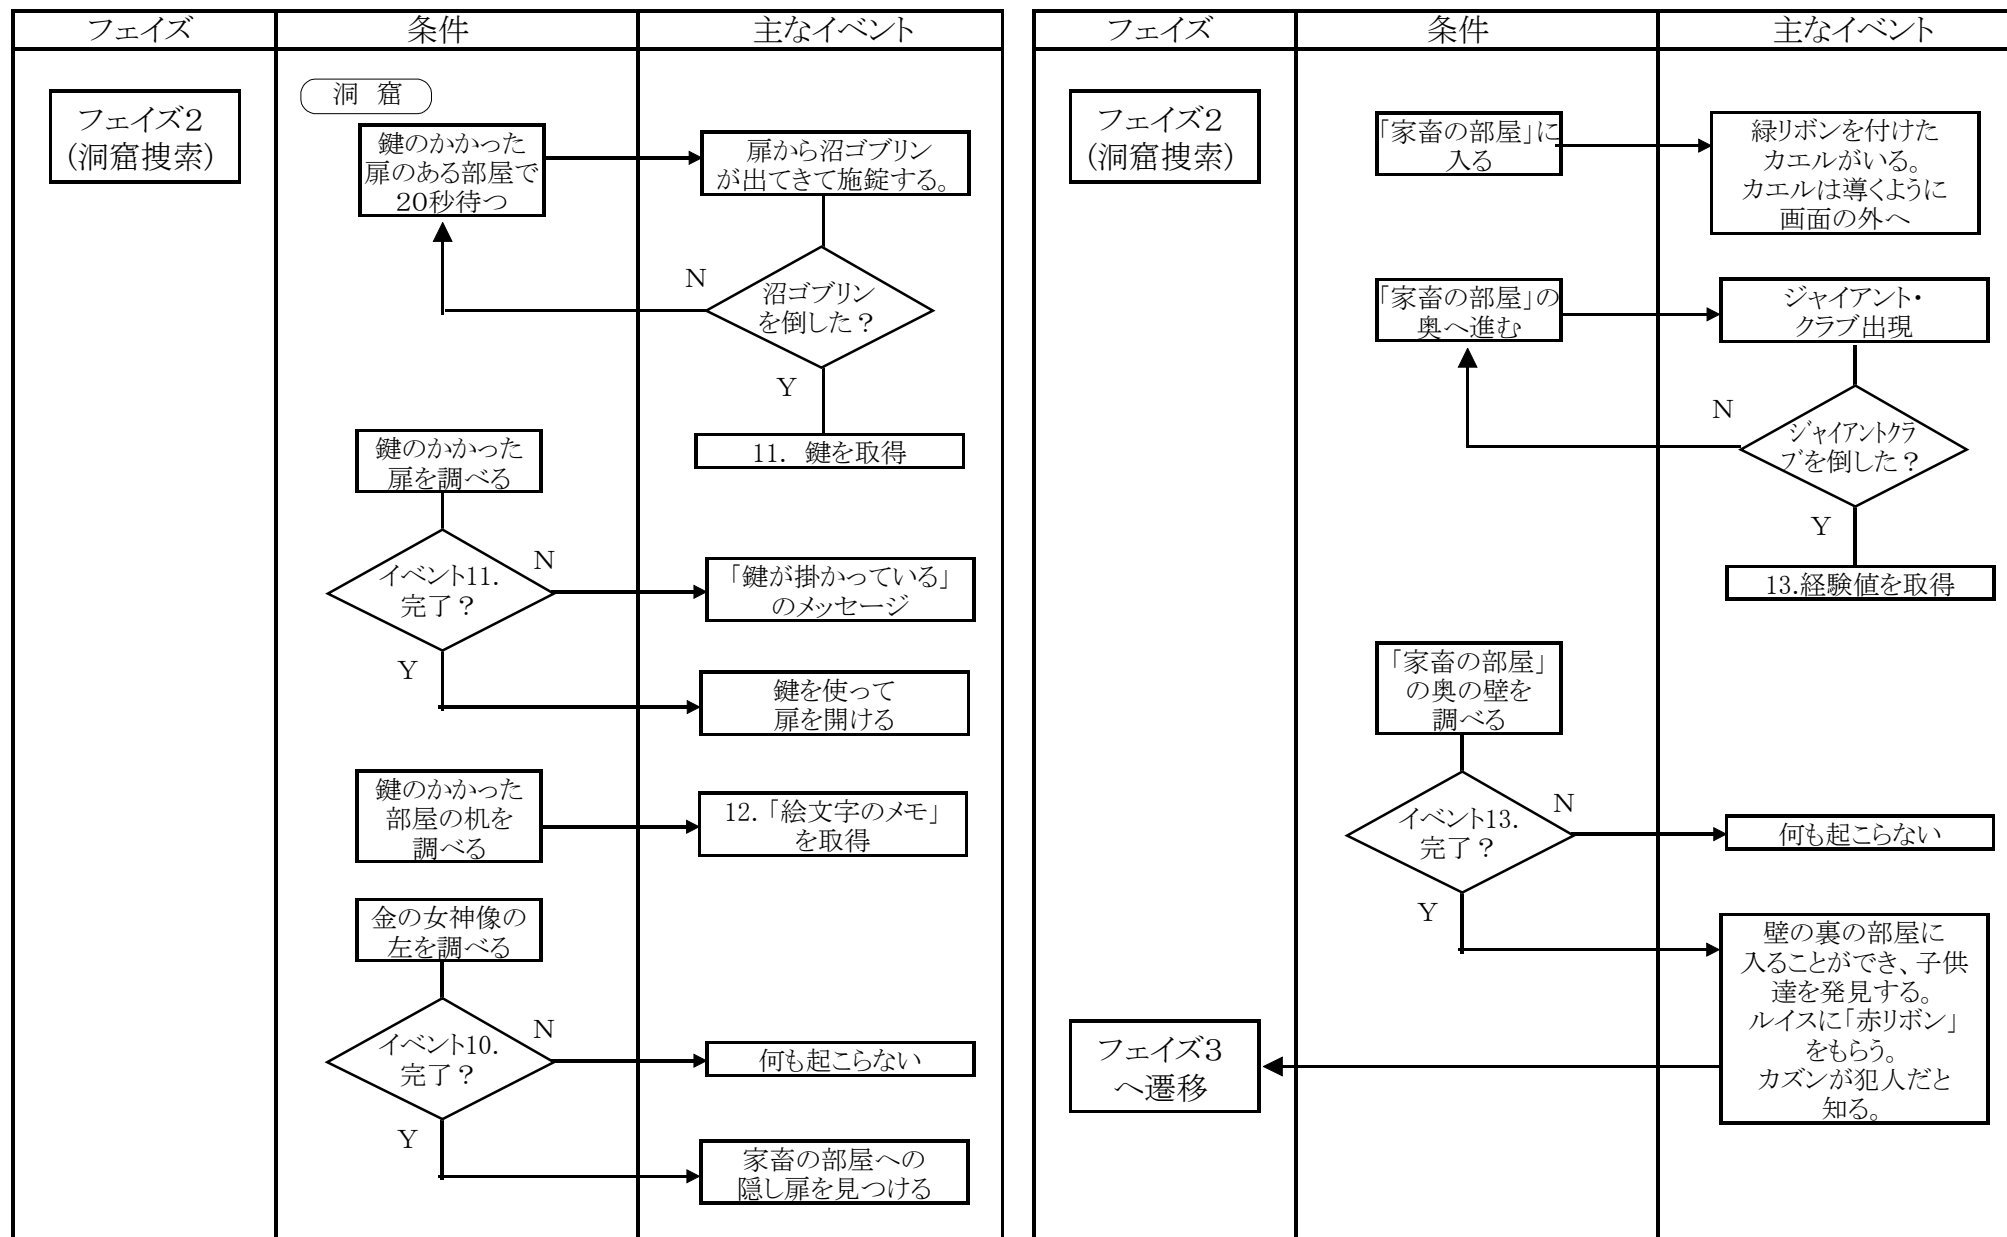 フェイズ
条件
主なイベント
フェイズ2
(洞窟捜索)
洞 窟
鍵のかかった
扉のある部屋で
20秒待つ
扉から沼ゴブリン
が出てきて施錠する。
N
沼ゴブリン
を倒した？
Y
11. 鍵を取得
鍵のかかった
扉を調べる
イベント11.
完了？
N
「鍵が掛かっている」
のメッセージ
Y
鍵を使って
扉を開ける
鍵のかかった
部屋の机を
調べる
12.「絵文字のメモ」
を取得
金の女神像の
左を調べる
イベント10.
完了？
N
何も起こらない
Y
家畜の部屋への
隠し扉を見つける
フェイズ
条件
主なイベント
フェイズ2
(洞窟捜索)
「家畜の部屋」に
入る
緑リボンを付けた
カエルがいる。
カエルは導くように
画面の外へ
「家畜の部屋」の
奥へ進む
ジャイアント・
クラブ出現
N
ジャイアントクラ
ブを倒した？
Y
13.経験値を取得
「家畜の部屋」
の奥の壁を
調べる
イベント13.
完了？
N
何も起こらない
Y
壁の裏の部屋に
入ることができ、子供
達を発見する。
ルイスに「赤リボン」
をもらう。
カズンが犯人だと
知る。
フェイズ3
へ遷移